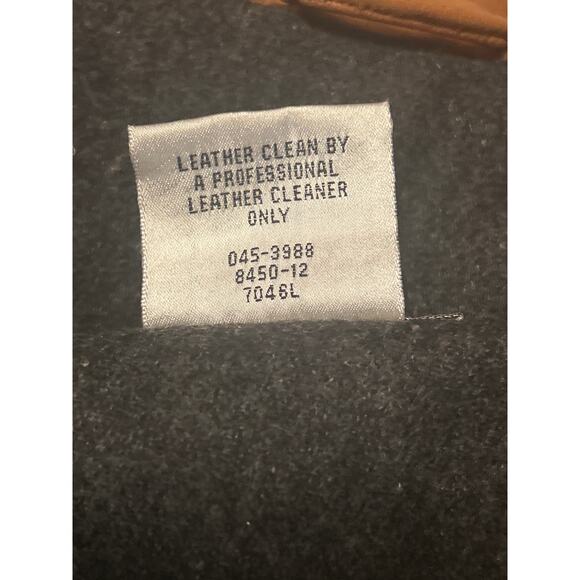 LEATHER CLEAN BY
A PROFESSIONAL
LEATHER CLEANER
ONLY
045-3988
8450-12
7046L